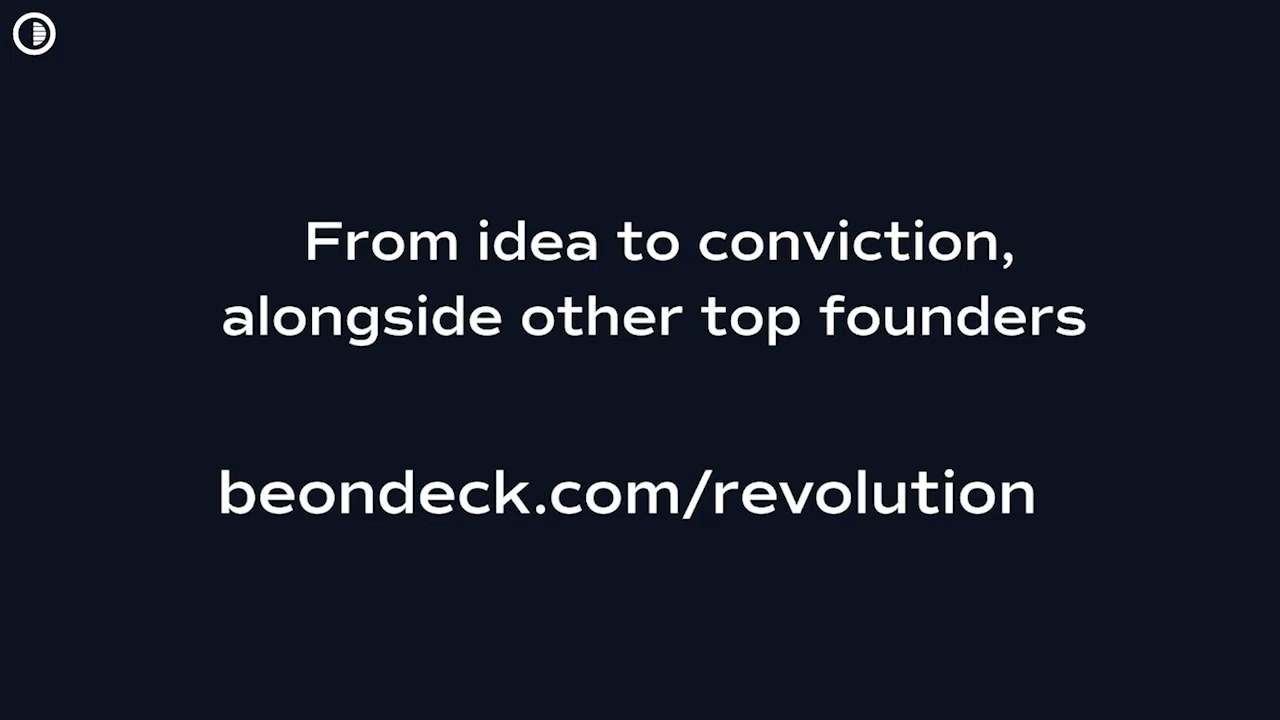 From idea to conviction,
alongside other top founders
beondeck.com/revolution